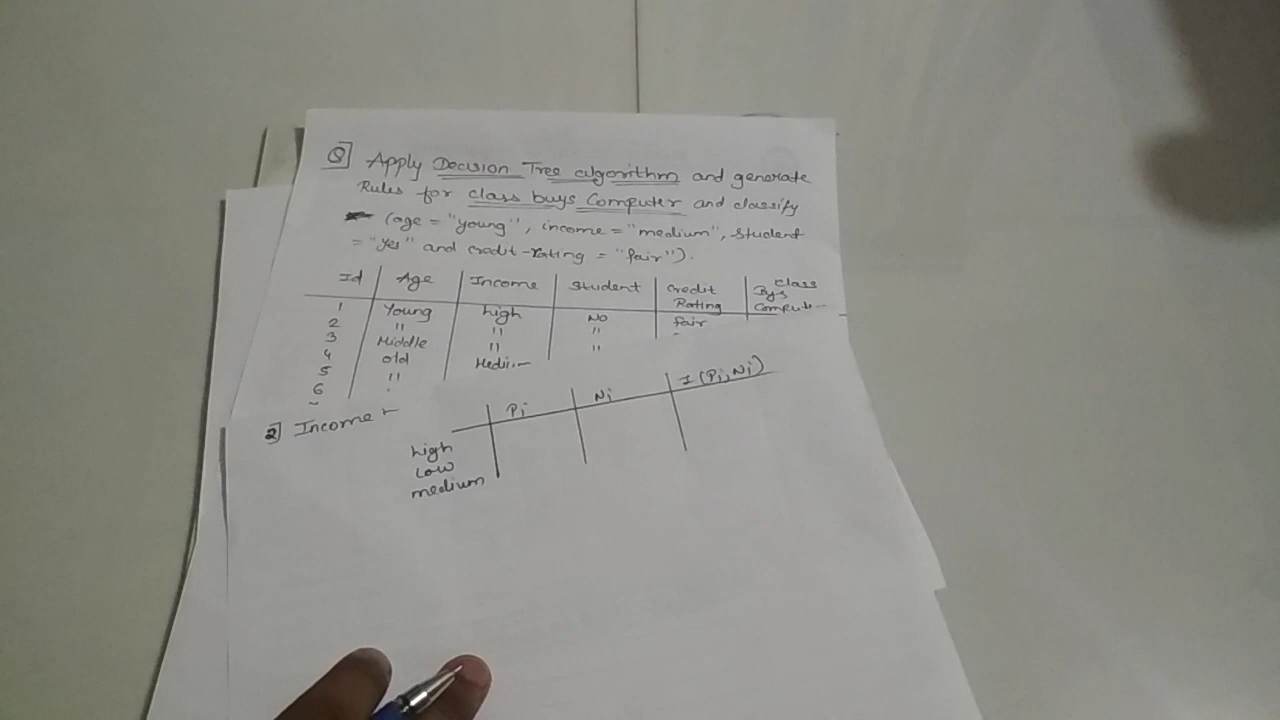 Q] Apply Decision Tree algorithm and generate
Rules for class buys Computer and classify
(age = "young", income = "medium", student
= "yes" and credit-rating = "fair").
Id Age Income Student Credit Rating Class Buys
1 Young high No fair
2 " " "
3 Middle " "
4 old Medium
5 "
6
2] Income
Pi Ni I(Pi, Ni)
high
Low
medium